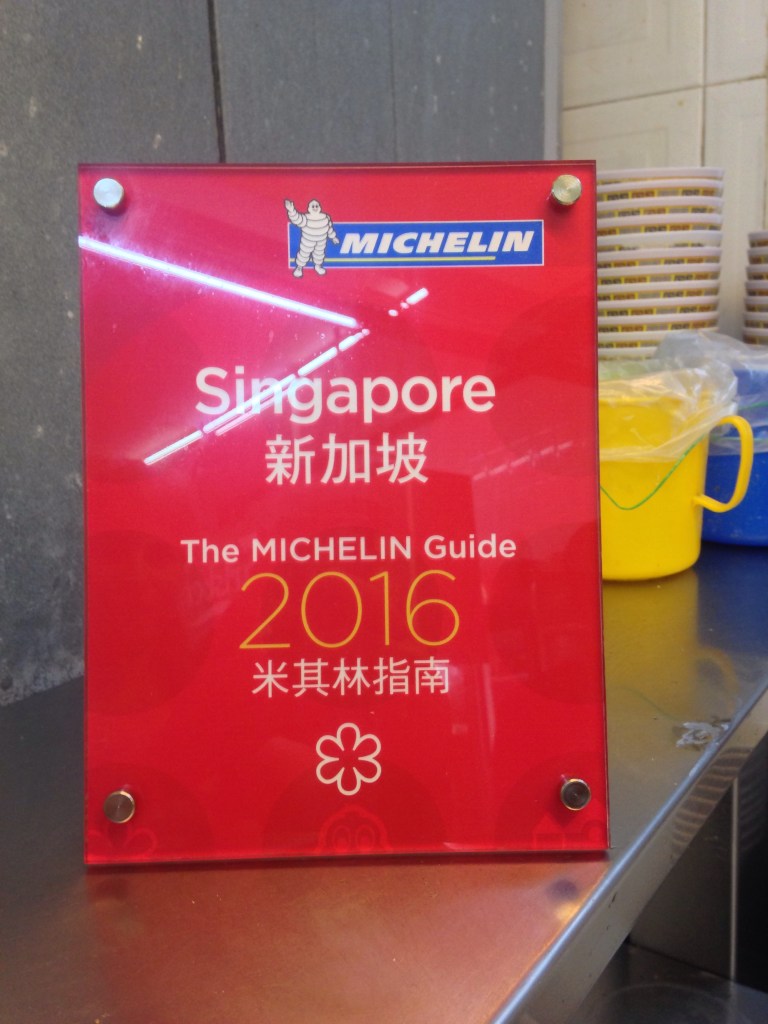 MICHELIN
Singapore
新加坡
The MICHELIN Guide
2016
米其林指南